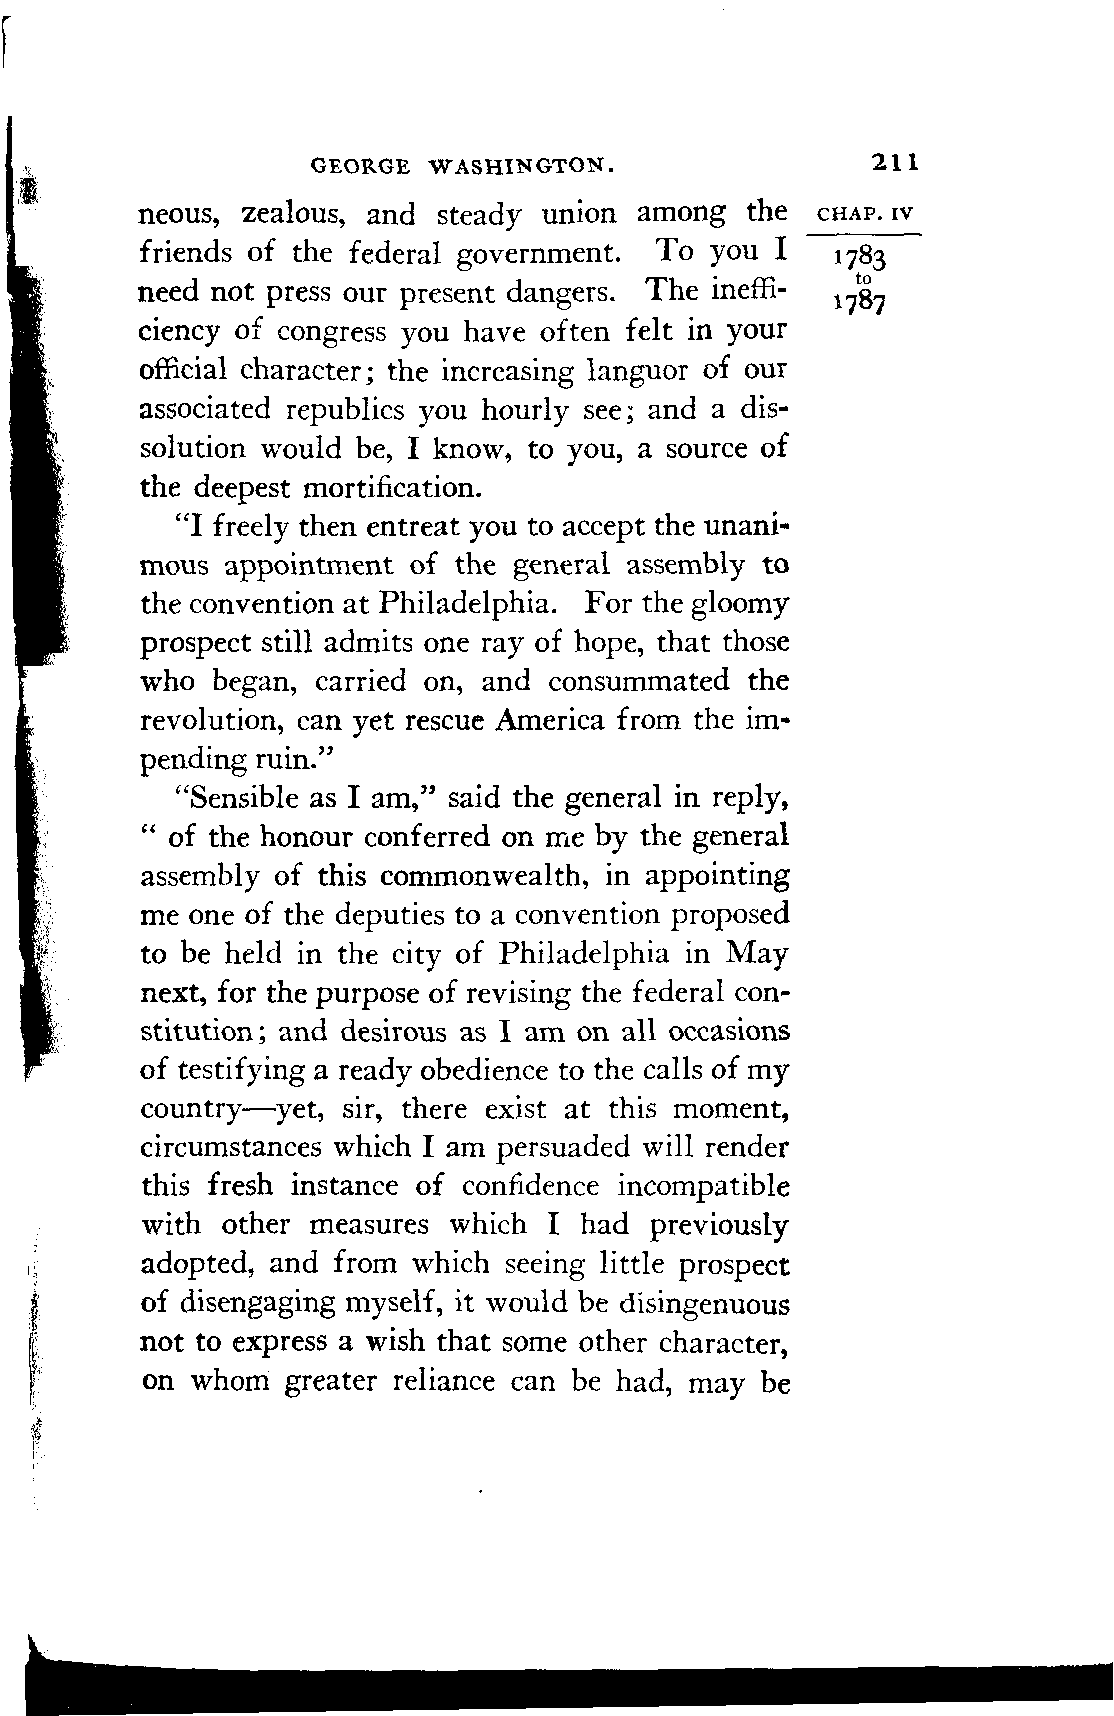 GEORGE WASHINGTON. 211
neous, zealous, and steady union among the
friends of the federal government. To you I
need not press our present dangers. The ineffi-
ciency of congress you have often felt in your
official character; the increasing languor of our
associated republics you hourly see; and a dis-
solution would be, I know, to you, a source of
the deepest mortification.
CHAP. IV
1783
to
1787
"I freely then entreat you to accept the unani-
mous appointment of the general assembly to
the convention at Philadelphia. For the gloomy
prospect still admits one ray of hope, that those
who began, carried on, and consummated the
revolution, can yet rescue America from the im-
pending ruin."
"Sensible as I am," said the general in reply,
" of the honour conferred on me by the general
assembly of this commonwealth, in appointing
me one of the deputies to a convention proposed
to be held in the city of Philadelphia in May
next, for the purpose of revising the federal con-
stitution; and desirous as I am on all occasions
of testifying a ready obedience to the calls of my
country—yet, sir, there exist at this moment,
circumstances which I am persuaded will render
this fresh instance of confidence incompatible
with other measures which I had previously
adopted, and from which seeing little prospect
of disengaging myself, it would be disingenuous
not to express a wish that some other character,
on whom greater reliance can be had, may be